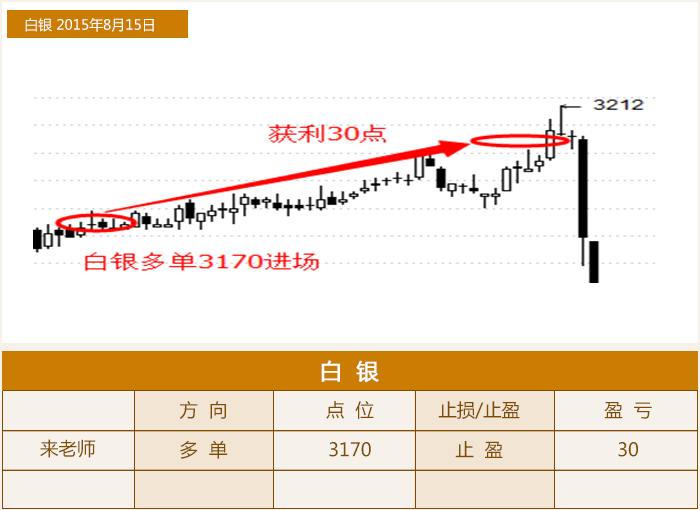 白银 2015年8月15日
3212
获利30点
白银多单3170进场
白 银
方 向 点 位 止损/止盈 盈 亏
来老师 多 单 3170 止 盈 30